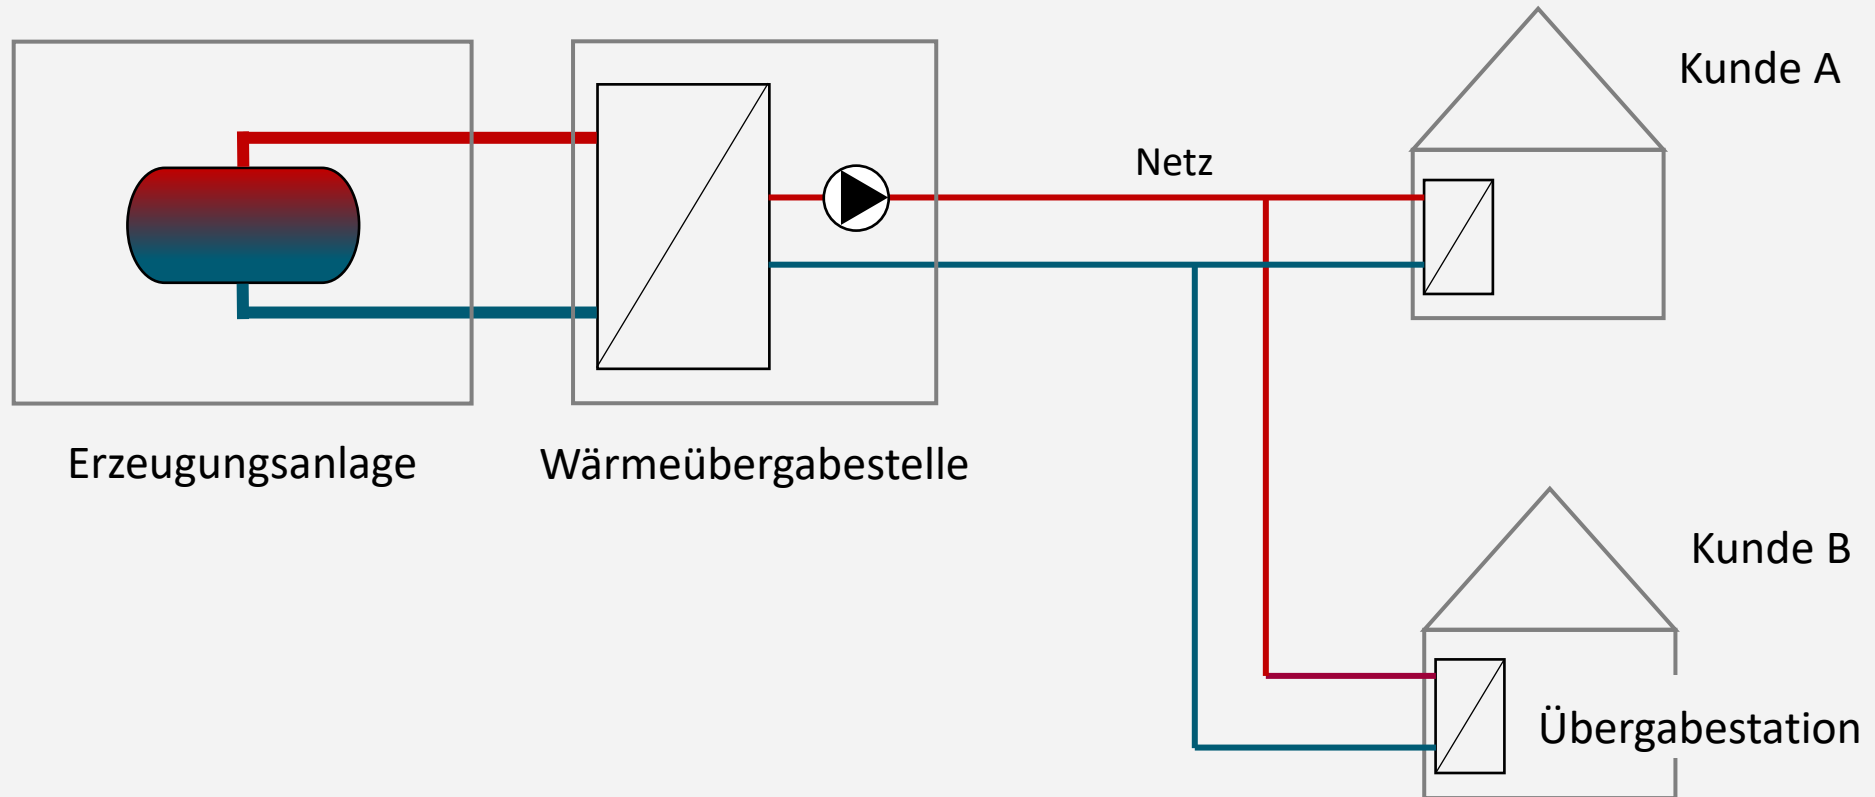 Kunde A
Netz
Erzeugungsanlage
Wärmeübergabestelle
Kunde B
Übergabestation